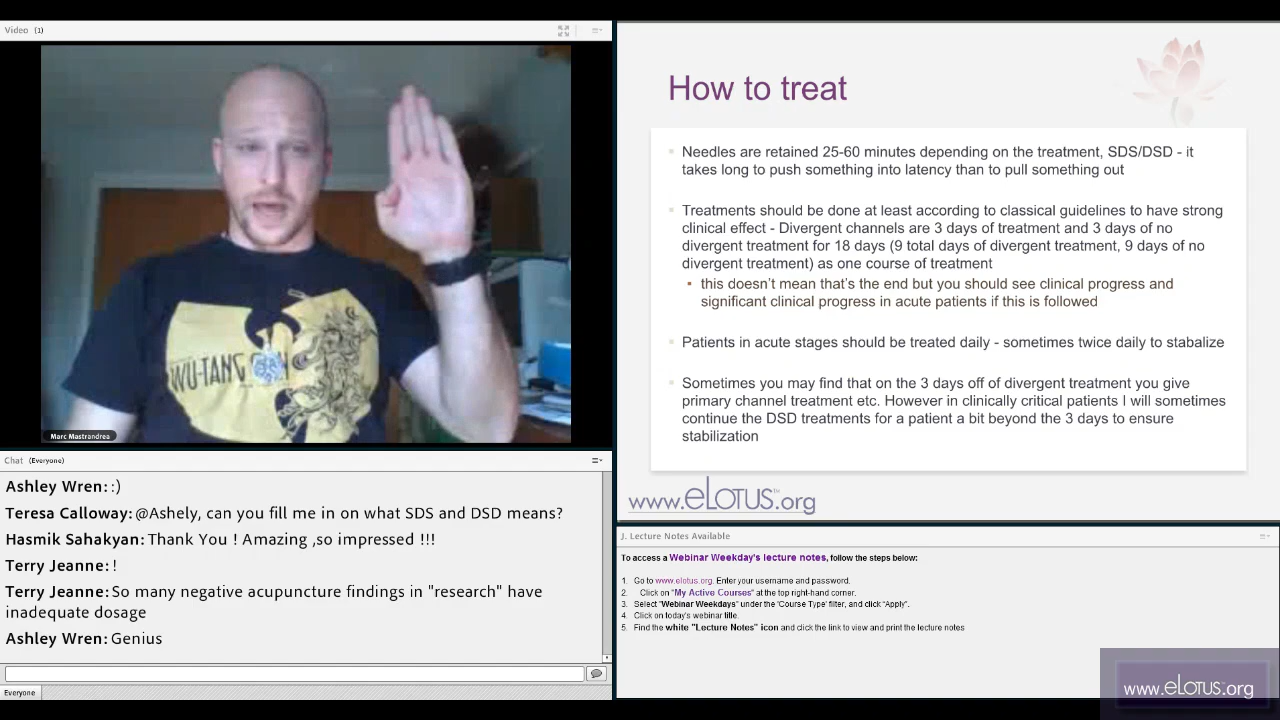 Video (1)
WU-TANG
Marc Mastrandrea
Chat (Everyone)
Ashley Wren: :)
Teresa Calloway: @Ashely, can you fill me in on what SDS and DSD means?
Hasmik Sahakyan: Thank You ! Amazing ,so impressed !!!
Terry Jeanne: !
Terry Jeanne: So many negative acupuncture findings in "research" have
inadequate dosage
Ashley Wren: Genius
Everyone
How to treat
Needles are retained 25-60 minutes depending on the treatment, SDS/DSD - it
takes long to push something into latency than to pull something out
Treatments should be done at least according to classical guidelines to have strong
clinical effect - Divergent channels are 3 days of treatment and 3 days of no
divergent treatment for 18 days (9 total days of divergent treatment, 9 days of no
divergent treatment) as one course of treatment
this doesn't mean that's the end but you should see clinical progress and
significant clinical progress in acute patients if this is followed
Patients in acute stages should be treated daily - sometimes twice daily to stabalize
Sometimes you may find that on the 3 days off of divergent treatment you give
primary channel treatment etc. However in clinically critical patients I will sometimes
continue the DSD treatments for a patient a bit beyond the 3 days to ensure
stabilization
www.eLOTUS.org
J. Lecture Notes Available
To access a Webinar Weekday's lecture notes, follow the steps below:
1. Go to www.elotus.org. Enter your username and password.
2. Click on "My Active Courses" at the top right-hand corner.
3. Select "Webinar Weekdays" under the 'Course Type' filter, and click "Apply".
4. Click on today's webinar title.
5. Find the white "Lecture Notes" icon and click the link to view and print the lecture notes
www.eLOTUS.org